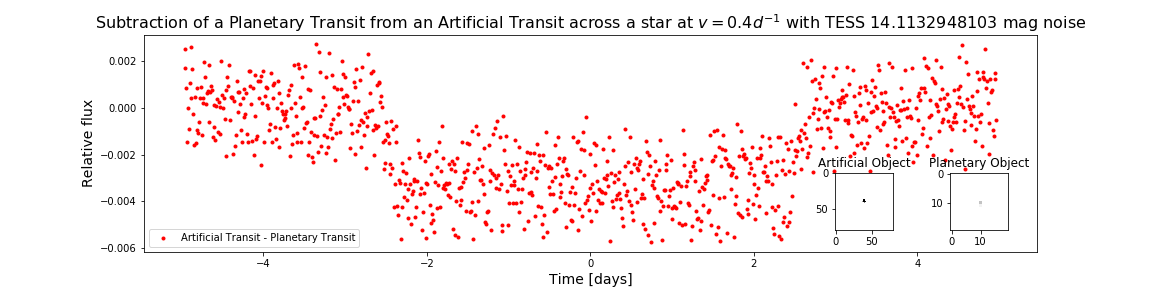 Subtraction of a Planetary Transit from an Artificial Transit across a star at v = 0.4d⁻¹ with TESS 14.1132948103 mag noise
Relative flux
0.002
0.000
−0.002
−0.004
−0.006
Artificial Transit - Planetary Transit
Artificial Object
0
50
0 50
Planetary Object
0
10
0 10
−4 −2 0 2 4
Time [days]